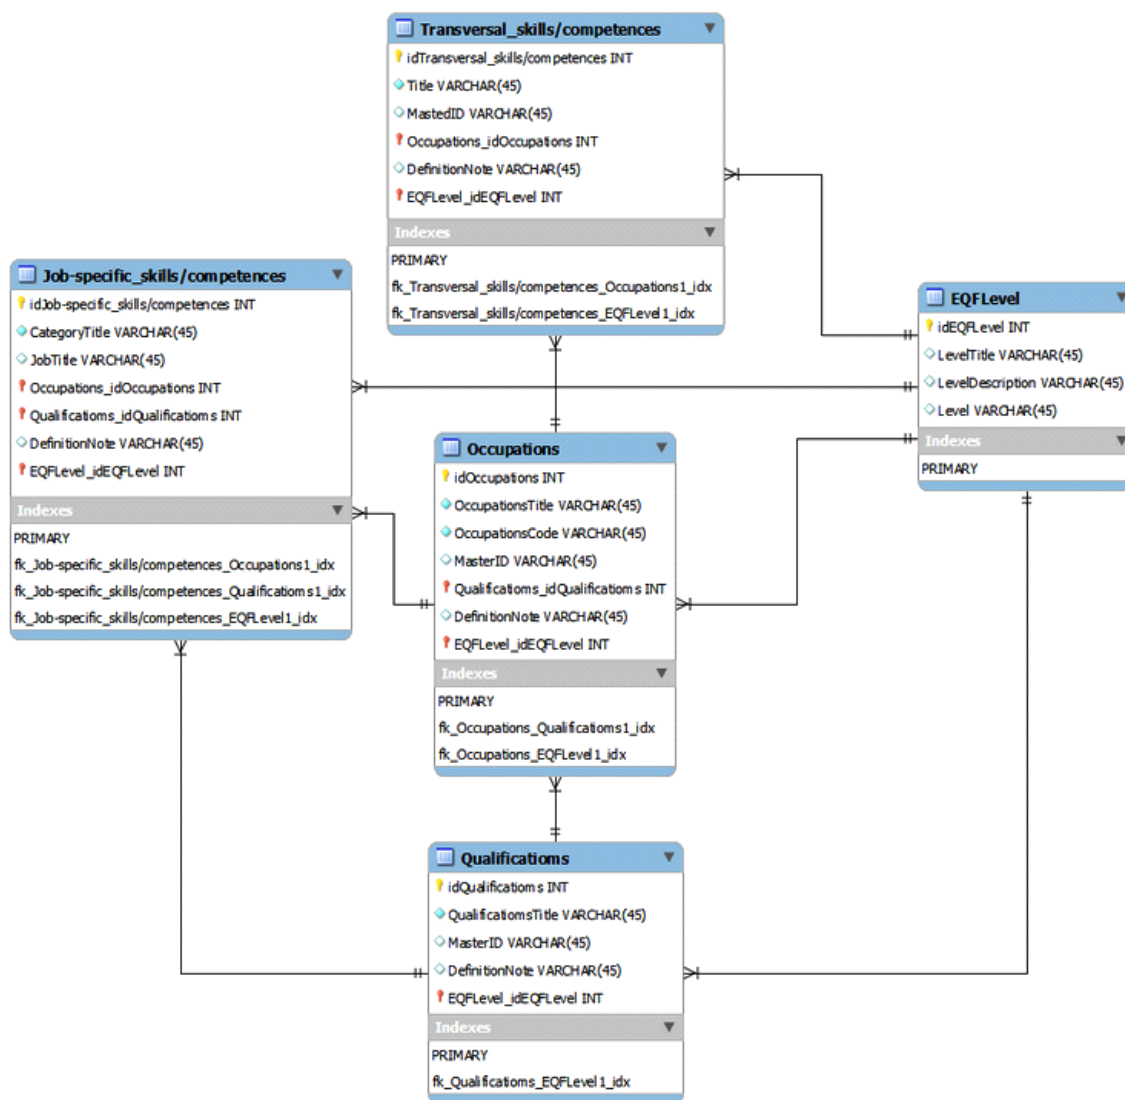 Transversal_skills/competences
idTransversal_skills/competences INT
Title VARCHAR(45)
MastedID VARCHAR(45)
Occupations_idOccupations INT
DefinitionNote VARCHAR(45)
EQFLevel_idEQFLevel INT
Indexes
PRIMARY
fk_Transversal_skills/competences_Occupations1_idx
fk_Transversal_skills/competences_EQFLevel1_idx
Job-specific_skills/competences
idJob-specific_skills/competences INT
CategoryTitle VARCHAR(45)
JobTitle VARCHAR(45)
Occupations_idOccupations INT
Qualificatioms_idQualificatioms INT
DefinitionNote VARCHAR(45)
EQFLevel_idEQFLevel INT
Indexes
PRIMARY
fk_Job-specific_skills/competences_Occupations1_idx
fk_Job-specific_skills/competences_Qualificatioms1_idx
fk_Job-specific_skills/competences_EQFLevel1_idx
EQFLevel
idEQFLevel INT
LevelTitle VARCHAR(45)
LevelDescription VARCHAR(45)
Level VARCHAR(45)
Indexes
PRIMARY
Occupations
idOccupations INT
OccupationsTitle VARCHAR(45)
OccupationsCode VARCHAR(45)
MasterID VARCHAR(45)
Qualificatioms_idQualificatioms INT
DefinitionNote VARCHAR(45)
EQFLevel_idEQFLevel INT
Indexes
PRIMARY
fk_Occupations_Qualificatioms1_idx
fk_Occupations_EQFLevel1_idx
Qualificatioms
idQualificatioms INT
QualificatiomsTitle VARCHAR(45)
MasterID VARCHAR(45)
DefinitionNote VARCHAR(45)
EQFLevel_idEQFLevel INT
Indexes
PRIMARY
fk_Qualificatioms_EQFLevel1_idx